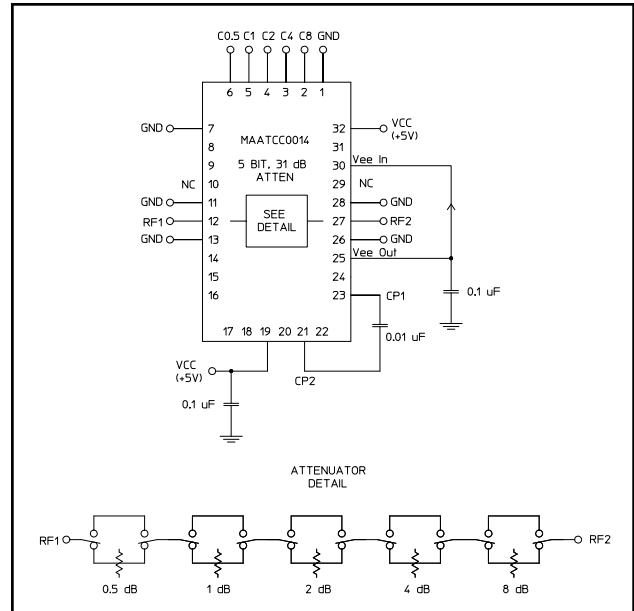 C0.5 C1 C2 C4 C8 GND
6 5 4 3 2 1
GND 7
8
9
NC 10
GND 11
RF1 12
GND 13
14
15
16
MAATCC0014
5 BIT, 31 dB
ATTEN
SEE
DETAIL
32 VCC
(+5V)
31
30 Vee In
29 NC
28 GND
27 RF2
26 GND
25 Vee Out
24
23 CP1
17 18 19 20 21 22
0.1 uF
0.01 uF
CP2
VCC
(+5V)
0.1 uF
ATTENUATOR
DETAIL
RF1 RF2
0.5 dB 1 dB 2 dB 4 dB 8 dB